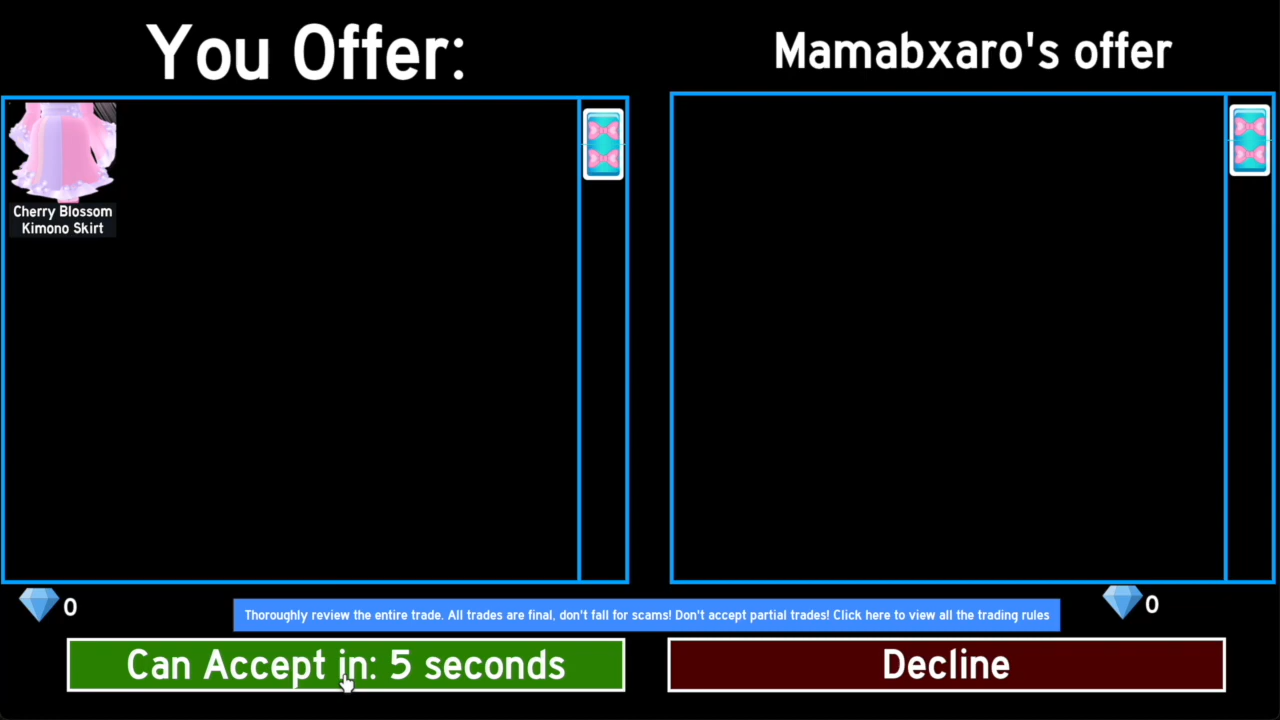 You Offer:
Mamabxaro's offer
Cherry Blossom
Kimono Skirt
0
0
Thoroughly review the entire trade. All trades are final, don't fall for scams! Don't accept partial trades! Click here to view all the trading rules
Can Accept in: 5 seconds
Decline